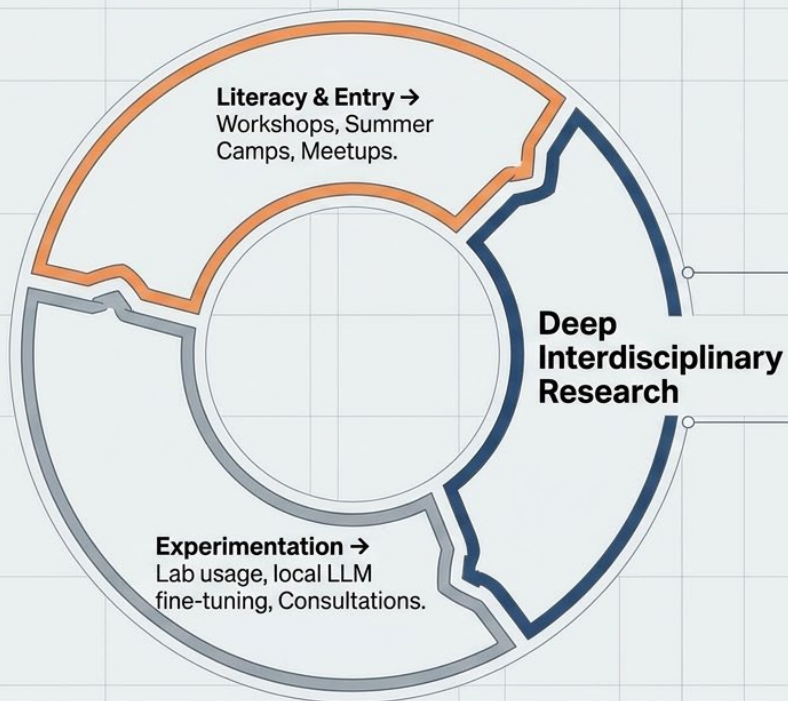 Literacy & Entry →
Workshops, Summer
Camps, Meetups.
Deep
Interdisciplinary
Research
Experimentation →
Lab usage, local LLM
fine-tuning, Consultations.